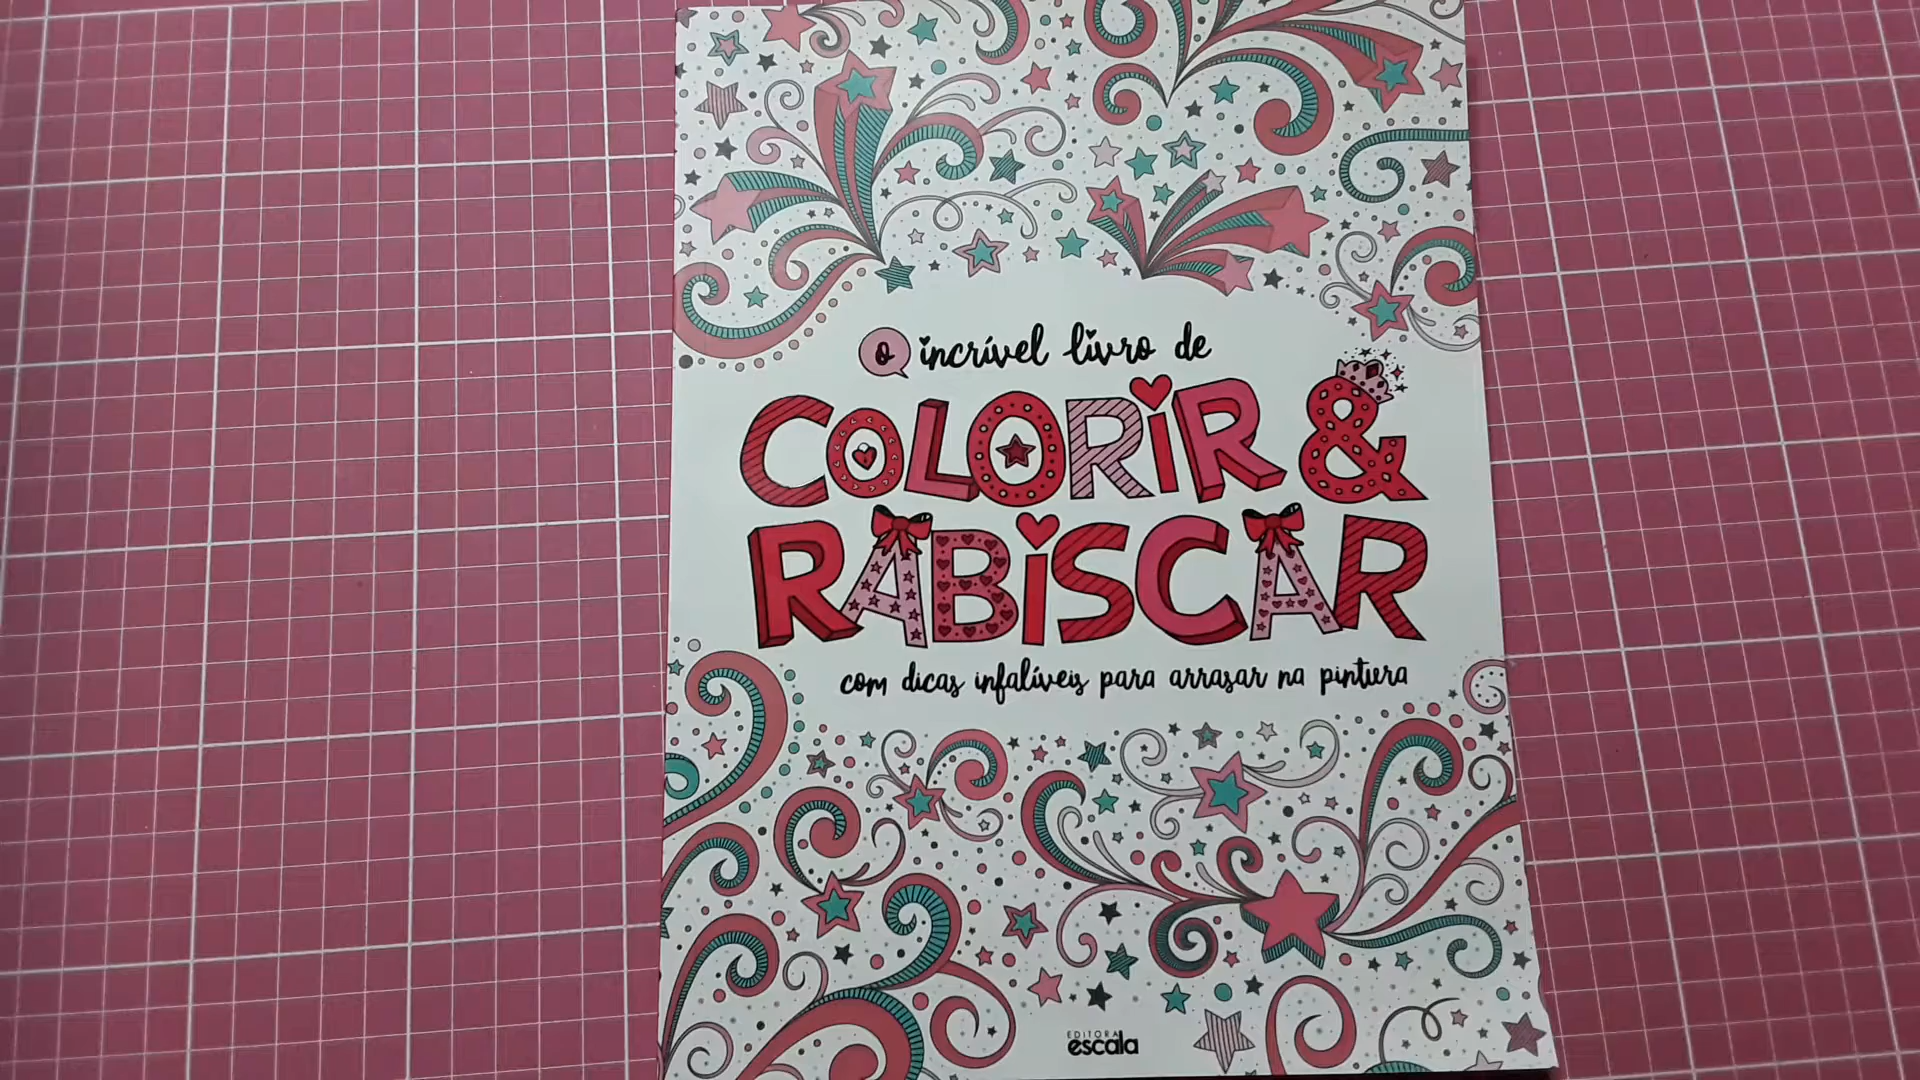 o incrível livro de
COLORIR &
RABISCAR
com dicas infalíveis para arrasar na pintura
EDITORA
escala